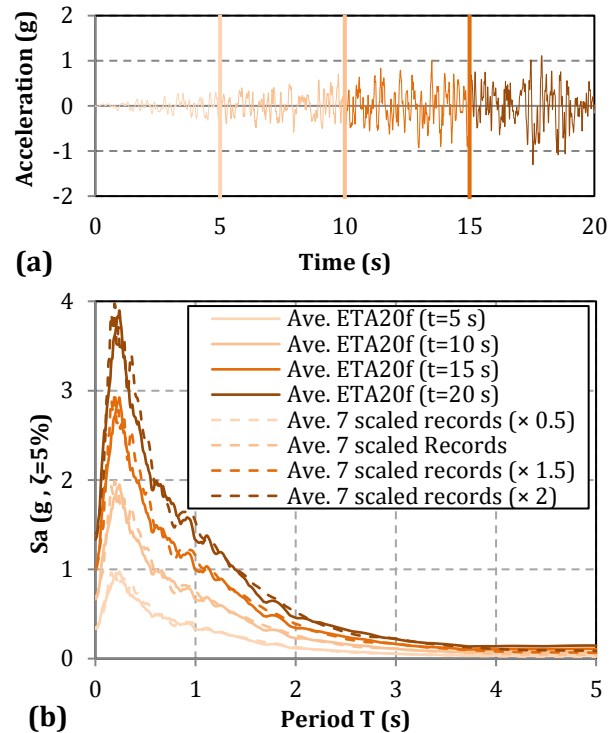 2
1
0
-1
-2
Acceleration (g)
0 5 10 15 20
(a)
Time (s)
4
3
2
1
0
Sa (g , ζ=5%)
Ave. ETA20f (t=5 s)
Ave. ETA20f (t=10 s)
Ave. ETA20f (t=15 s)
Ave. ETA20f (t=20 s)
Ave. 7 scaled records (× 0.5)
Ave. 7 scaled Records
Ave. 7 scaled records (× 1.5)
Ave. 7 scaled records (× 2)
0 1 2 3 4 5
(b)
Period T (s)